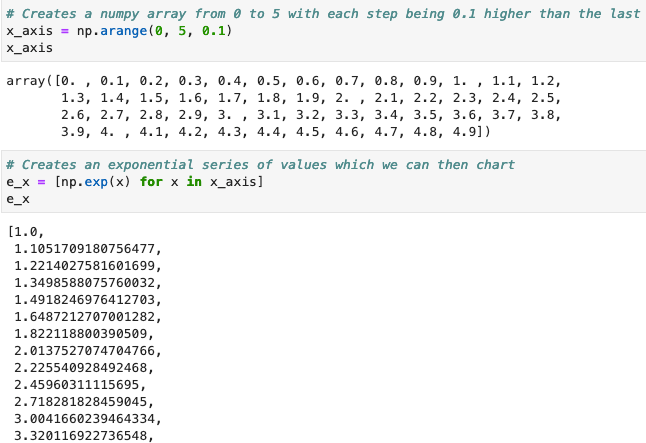 # Creates a numpy array from 0 to 5 with each step being 0.1 higher than the last
x_axis = np.arange(0, 5, 0.1)
x_axis
array([0. , 0.1, 0.2, 0.3, 0.4, 0.5, 0.6, 0.7, 0.8, 0.9, 1. , 1.1, 1.2,
1.3, 1.4, 1.5, 1.6, 1.7, 1.8, 1.9, 2. , 2.1, 2.2, 2.3, 2.4, 2.5,
2.6, 2.7, 2.8, 2.9, 3. , 3.1, 3.2, 3.3, 3.4, 3.5, 3.6, 3.7, 3.8,
3.9, 4. , 4.1, 4.2, 4.3, 4.4, 4.5, 4.6, 4.7, 4.8, 4.9])
# Creates an exponential series of values which we can then chart
e_x = [np.exp(x) for x in x_axis]
e_x
[1.0,
1.1051709180756477,
1.2214027581601699,
1.3498588075760032,
1.4918246976412703,
1.6487212707001282,
1.822118800390509,
2.0137527074704766,
2.225540928492468,
2.45960311115695,
2.718281828459045,
3.0041660239464334,
3.320116922736548,